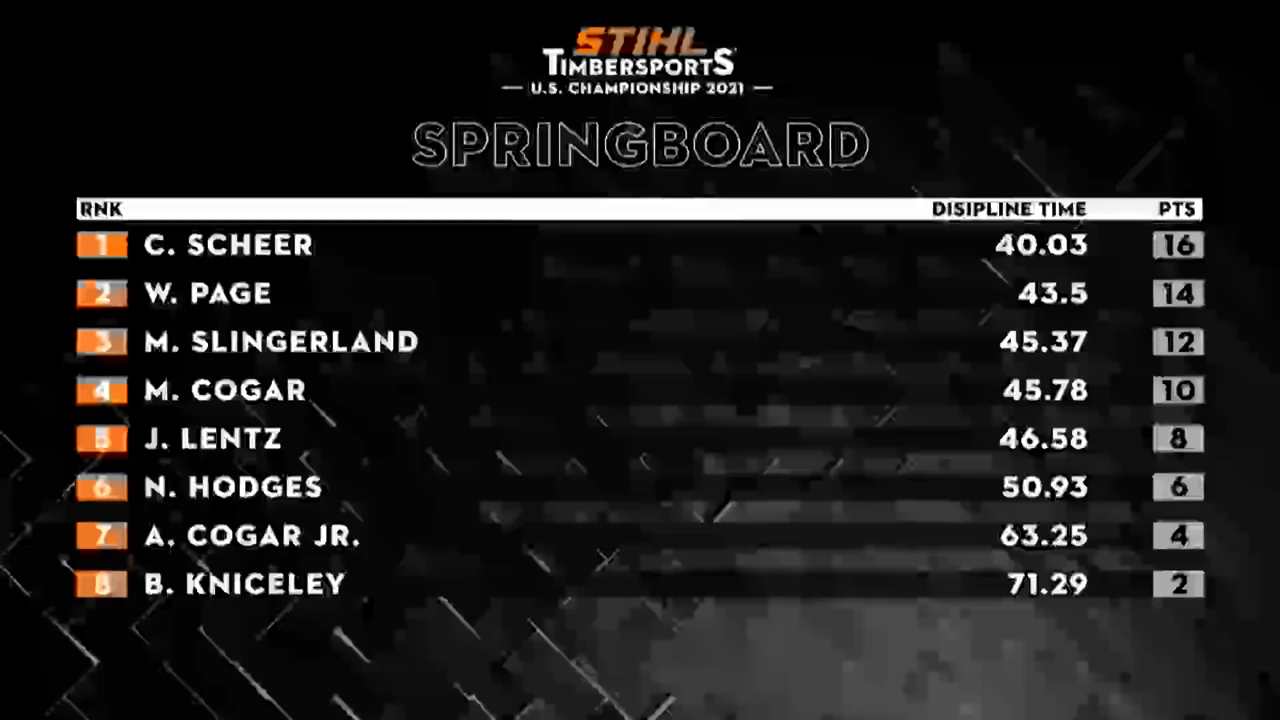 STIHL
TIMBERSPORTS
U.S. CHAMPIONSHIP 2021
SPRINGBOARD
RNK DISIPLINE TIME PTS
1 C. SCHEER 40.03 16
2 W. PAGE 43.5 14
3 M. SLINGERLAND 45.37 12
4 M. COGAR 45.78 10
5 J. LENTZ 46.58 8
6 N. HODGES 50.93 6
7 A. COGAR JR. 63.25 4
8 B. KNICELEY 71.29 2